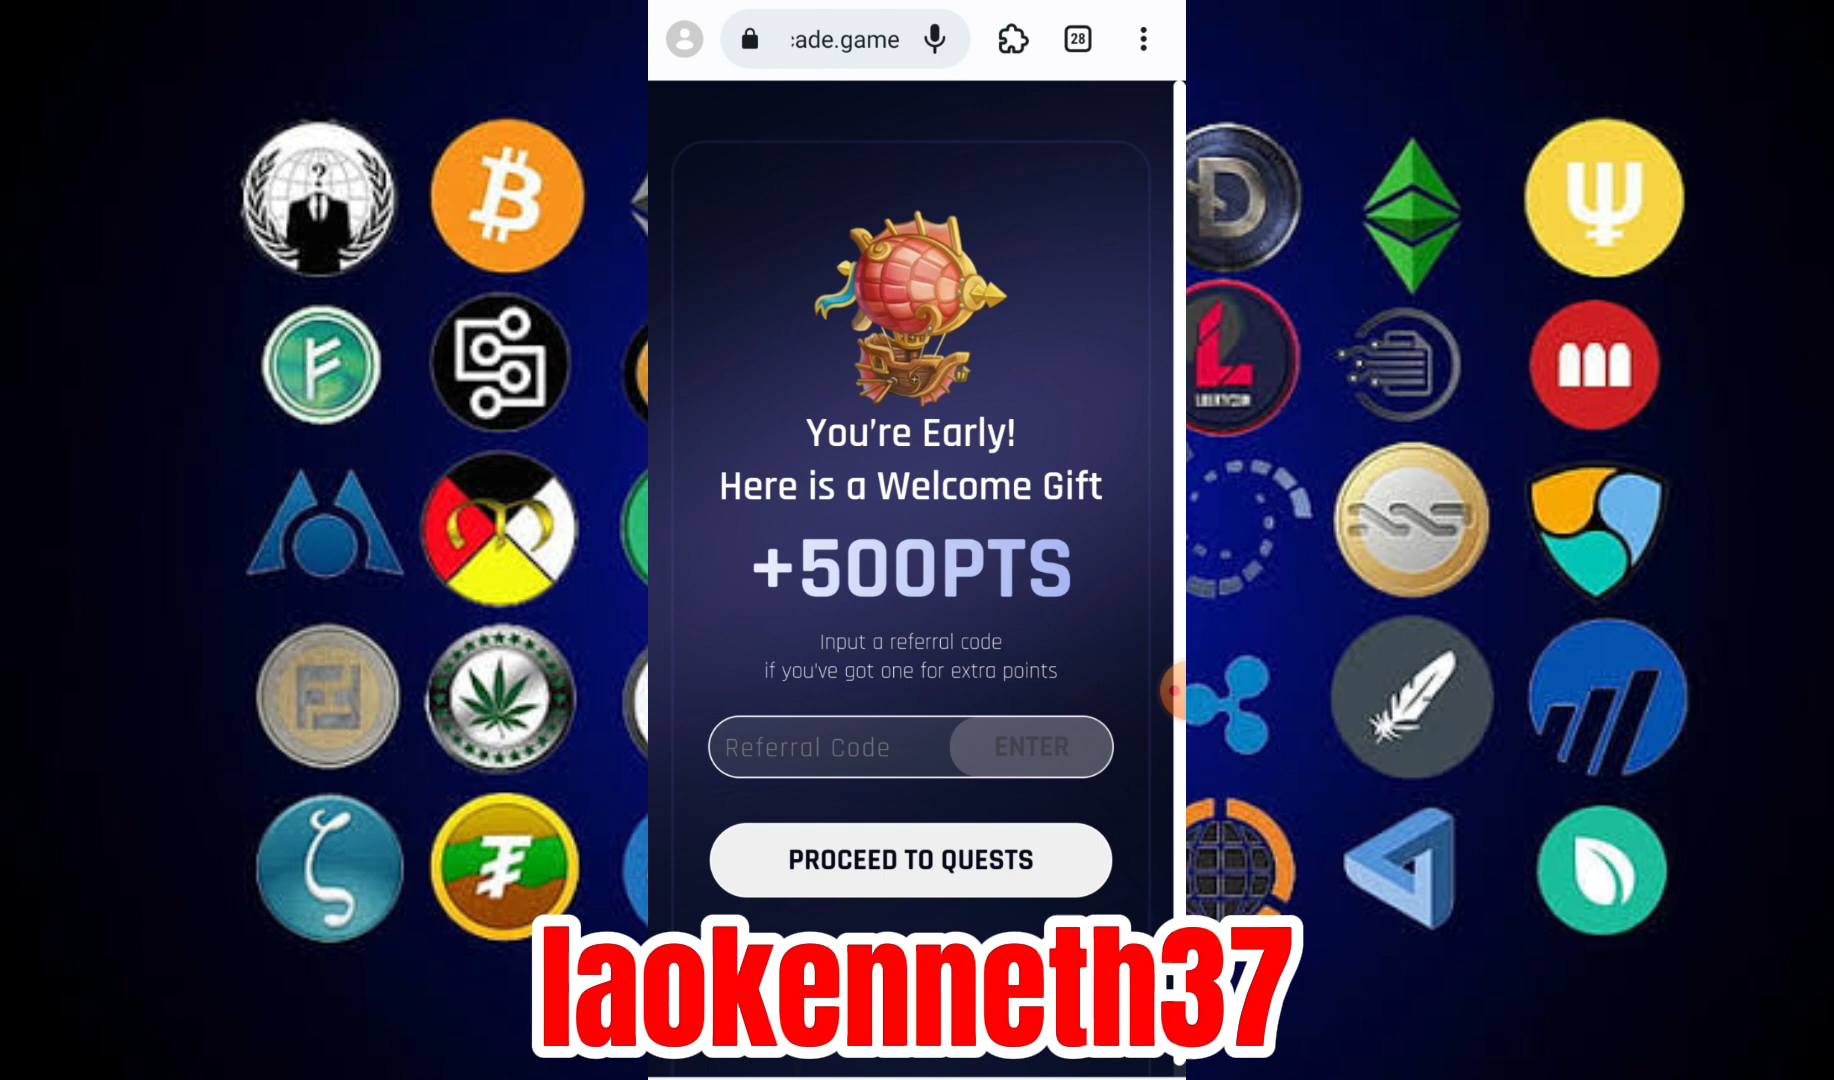 :ade.game
28
You're Early!
Here is a Welcome Gift
+500PTS
Input a referral code
if you've got one for extra points
Referral Code
ENTER
PROCEED TO QUESTS
laokenneth37